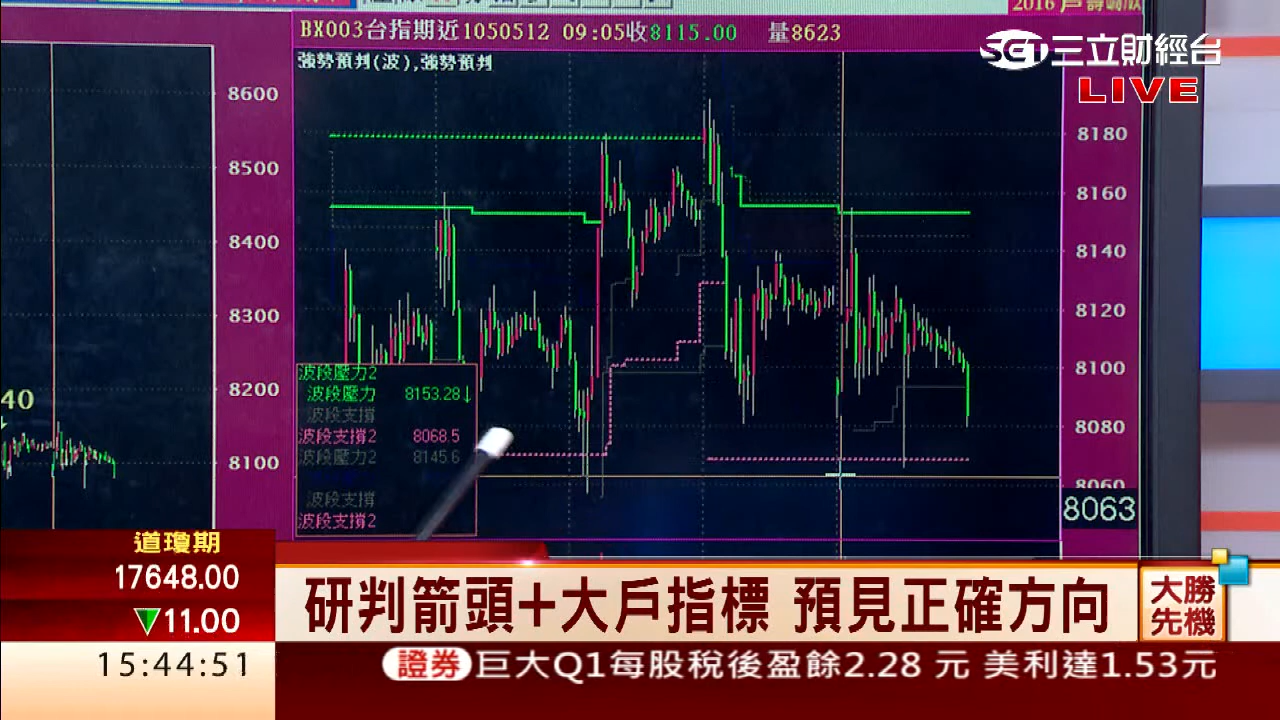 2016
BX003台指期近1050512 09:05收8115.00 量8623
強勢預判(波),強勢預判
SET三立財經台
LIVE
8600
8500
8400
8300
8200
8100
40
8180
8160
8140
8120
8100
8080
8060
8063
波段壓力2
波段壓力 8153.28↓
波段支撐
波段支撐2 8068.5
波段壓力2 8145.6
波段支撐
波段支撐2
道瓊期
17648.00
▼11.00
15:44:51
研判箭頭+大戶指標 預見正確方向
大勝
先機
證券 巨大Q1每股稅後盈餘2.28 元 美利達1.53元